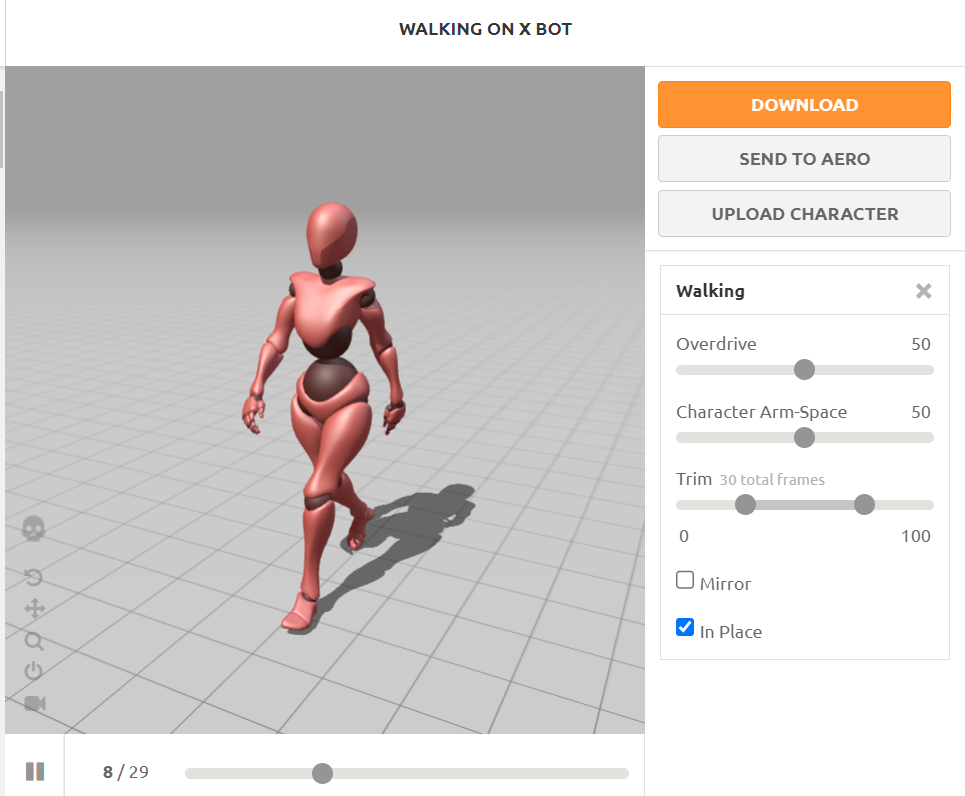 WALKING ON X BOT
DOWNLOAD
SEND TO AERO
UPLOAD CHARACTER
Walking
Overdrive 50
Character Arm-Space 50
Trim 30 total frames
0 100
Mirror
In Place
8 / 29